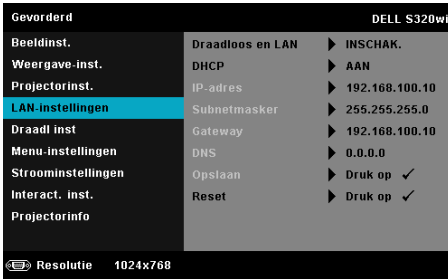 Gevorderd DELL S320wi
Beeldinst.
Weergave-inst.
Projectorinst.
LAN-instellingen
Draadl inst
Menu-instellingen
Stroominstellingen
Interact. inst.
Projectorinfo
Draadloos en LAN INSCHAK.
DHCP AAN
IP-adres 192.168.100.10
Subnetmasker 255.255.255.0
Gateway 192.168.100.10
DNS 0.0.0.0
Opslaan Druk op ✓
Reset Druk op ✓
Resolutie 1024x768